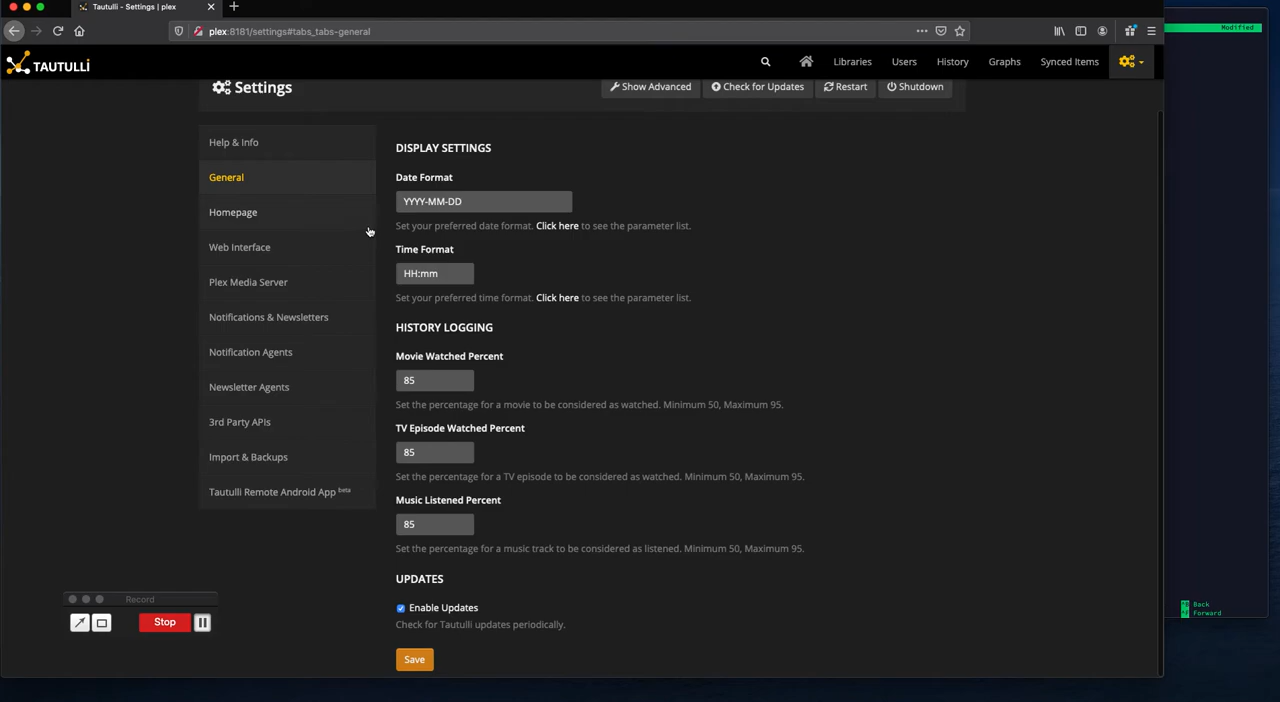 Tautulli - Settings | plex
plex:8181/settings#tabs_tabs-general
Modified
TAUTULLI
Libraries
Users
History
Graphs
Synced Items
Settings
Show Advanced
Check for Updates
Restart
Shutdown
Help & Info
General
Homepage
Web Interface
Plex Media Server
Notifications & Newsletters
Notification Agents
Newsletter Agents
3rd Party APIs
Import & Backups
Tautulli Remote Android App beta
DISPLAY SETTINGS
Date Format
YYYY-MM-DD
Set your preferred date format. Click here to see the parameter list.
Time Format
HH:mm
Set your preferred time format. Click here to see the parameter list.
HISTORY LOGGING
Movie Watched Percent
85
Set the percentage for a movie to be considered as watched. Minimum 50, Maximum 95.
TV Episode Watched Percent
85
Set the percentage for a TV episode to be considered as watched. Minimum 50, Maximum 95.
Music Listened Percent
85
Set the percentage for a music track to be considered as listened. Minimum 50, Maximum 95.
UPDATES
Enable Updates
Check for Tautulli updates periodically.
Save
Record
Stop
Back
Forward